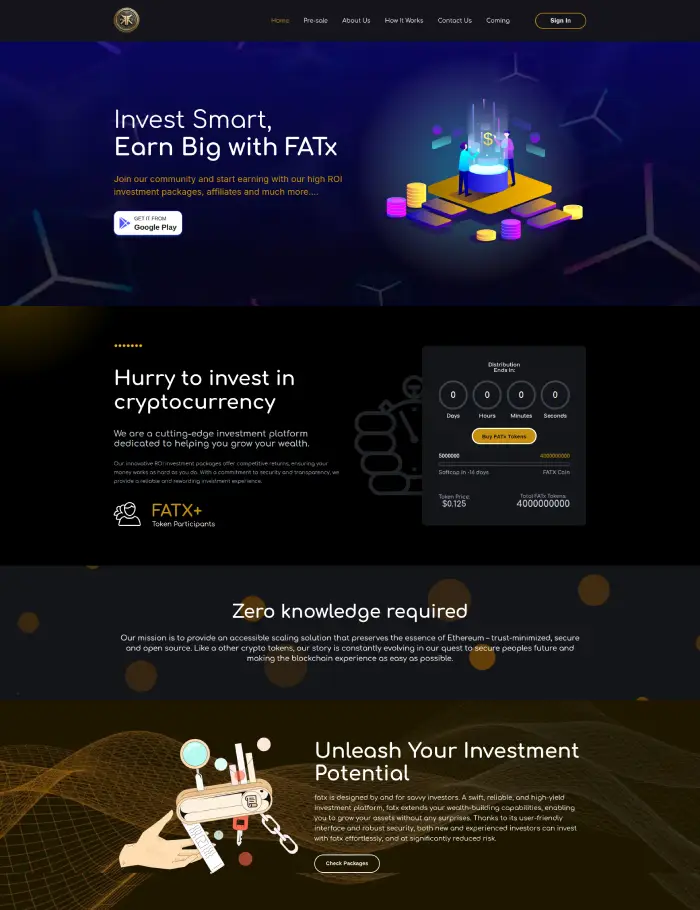 Home
Pre-sale
About Us
How It Works
Contact Us
Coming
Sign In
Invest Smart,
Earn Big with FATx
Join our community and start earning with our high ROI
investment packages, affiliates and much more....
GET IT FROM
Google Play
Hurry to invest in
cryptocurrency
We are a cutting-edge investment platform
dedicated to helping you grow your wealth.
Our innovative ROI investment packages offer competitive returns, ensuring your
money works as hard as you do. With a commitment to security and transparency, we
provide a reliable and rewarding investment experience.
FATX+
Token Participants
Distribution
Ends in:
0 0 0 0
Days Hours Minutes Seconds
Buy FATx Tokens
5000000 4000000000
Softcap in -14 days FATX Coin
Token Price: Total FATx Tokens
$0.125 4000000000
Zero knowledge required
Our mission is to provide an accessible scaling solution that preserves the essence of Ethereum – trust-minimized, secure
and open source. Like a other crypto tokens, our story is constantly evolving in our quest to secure peoples future and
making the blockchain experience as easy as possible.
Unleash Your Investment
Potential
fatx is designed by and for savvy investors. A swift, reliable, and high-yield
investment platform, fatx extends your wealth-building capabilities, enabling
you to grow your assets without any surprises. Thanks to its user-friendly
interface and robust security, both new and experienced investors can invest
with fatx effortlessly, and at significantly reduced risk.
Check Packages